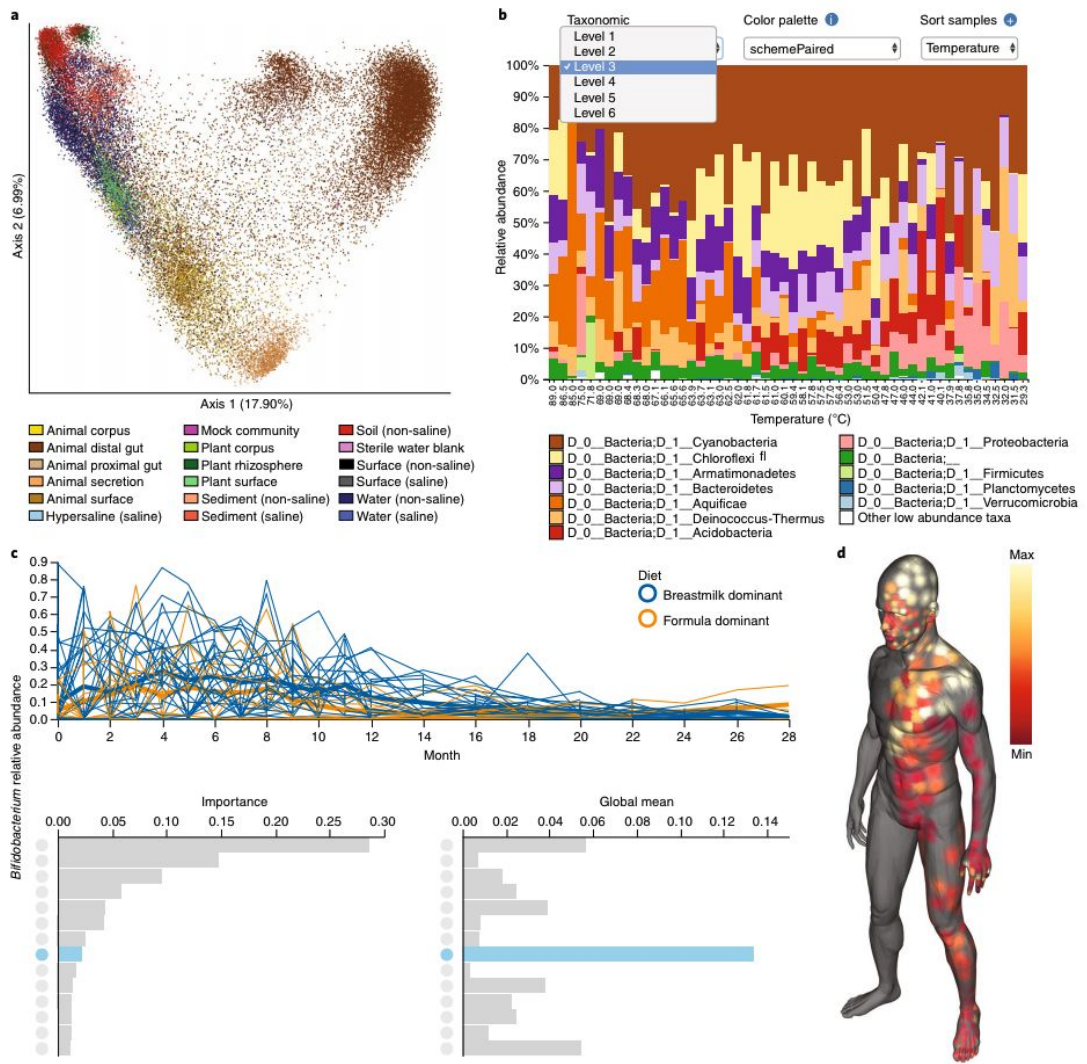 a
Axis 2 (6.99%)
Axis 1 (17.90%)
Animal corpus
Animal distal gut
Animal proximal gut
Animal secretion
Animal surface
Hypersaline (saline)
Mock community
Plant corpus
Plant rhizosphere
Plant surface
Sediment (non-saline)
Sediment (saline)
Soil (non-saline)
Sterile water blank
Surface (non-saline)
Surface (saline)
Water (non-saline)
Water (saline)
b
Taxonomic
Color palette i
Sort samples +
Level 1
Level 2
✓ Level 3
Level 4
Level 5
Level 6
schemePaired
Temperature
Relative abundance
100%
90%
80%
70%
60%
50%
40%
30%
20%
10%
0%
Temperature (°C)
D_0__Bacteria;D_1__Cyanobacteria
D_0__Bacteria;D_1__Chloroflexi fl
D_0__Bacteria;D_1__Armatimonadetes
D_0__Bacteria;D_1__Bacteroidetes
D_0__Bacteria;D_1__Aquificae
D_0__Bacteria;D_1__Deinococcus-Thermus
D_0__Bacteria;D_1__Acidobacteria
D_0__Bacteria;D_1__Proteobacteria
D_0__Bacteria;__
D_0__Bacteria;D_1__Firmicutes
D_0__Bacteria;D_1__Planctomycetes
D_0__Bacteria;D_1__Verrucomicrobia
Other low abundance taxa
c
Bifidobacterium relative abundance
0.9
0.8
0.7
0.6
0.5
0.4
0.3
0.2
0.1
0.0
0 2 4 6 8 10 12 14 16 18 20 22 24 26 28
Month
Diet
Breastmilk dominant
Formula dominant
Importance
0.00 0.05 0.10 0.15 0.20 0.25 0.30
Global mean
0.00 0.02 0.04 0.06 0.08 0.10 0.12 0.14
d
Max
Min